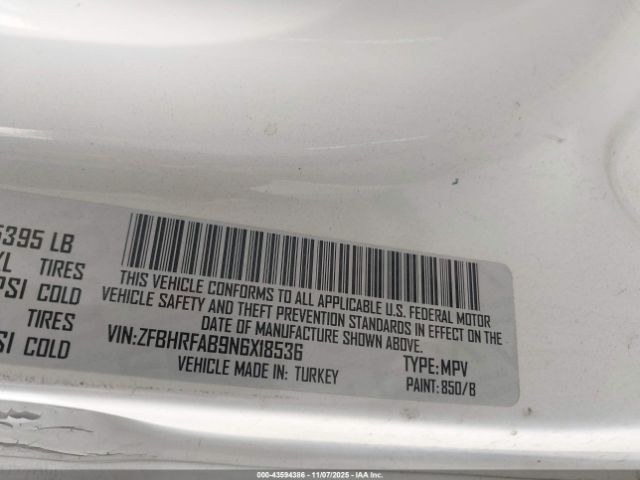 5395 LB
XL TIRES
PSI COLD
TIRES
SI COLD
THIS VEHICLE CONFORMS TO ALL APPLICABLE U.S. FEDERAL MOTOR
VEHICLE SAFETY AND THEFT PREVENTION STANDARDS IN EFFECT ON THE
DATE OF MANUFACTURE SHOWN ABOVE.
VIN:ZFBHRFAB9N6X18536 TYPE:MPV
VEHICLE MADE IN: TURKEY PAINT: 850/B
000-43594386 - 11/07/2025 - IAA Inc.